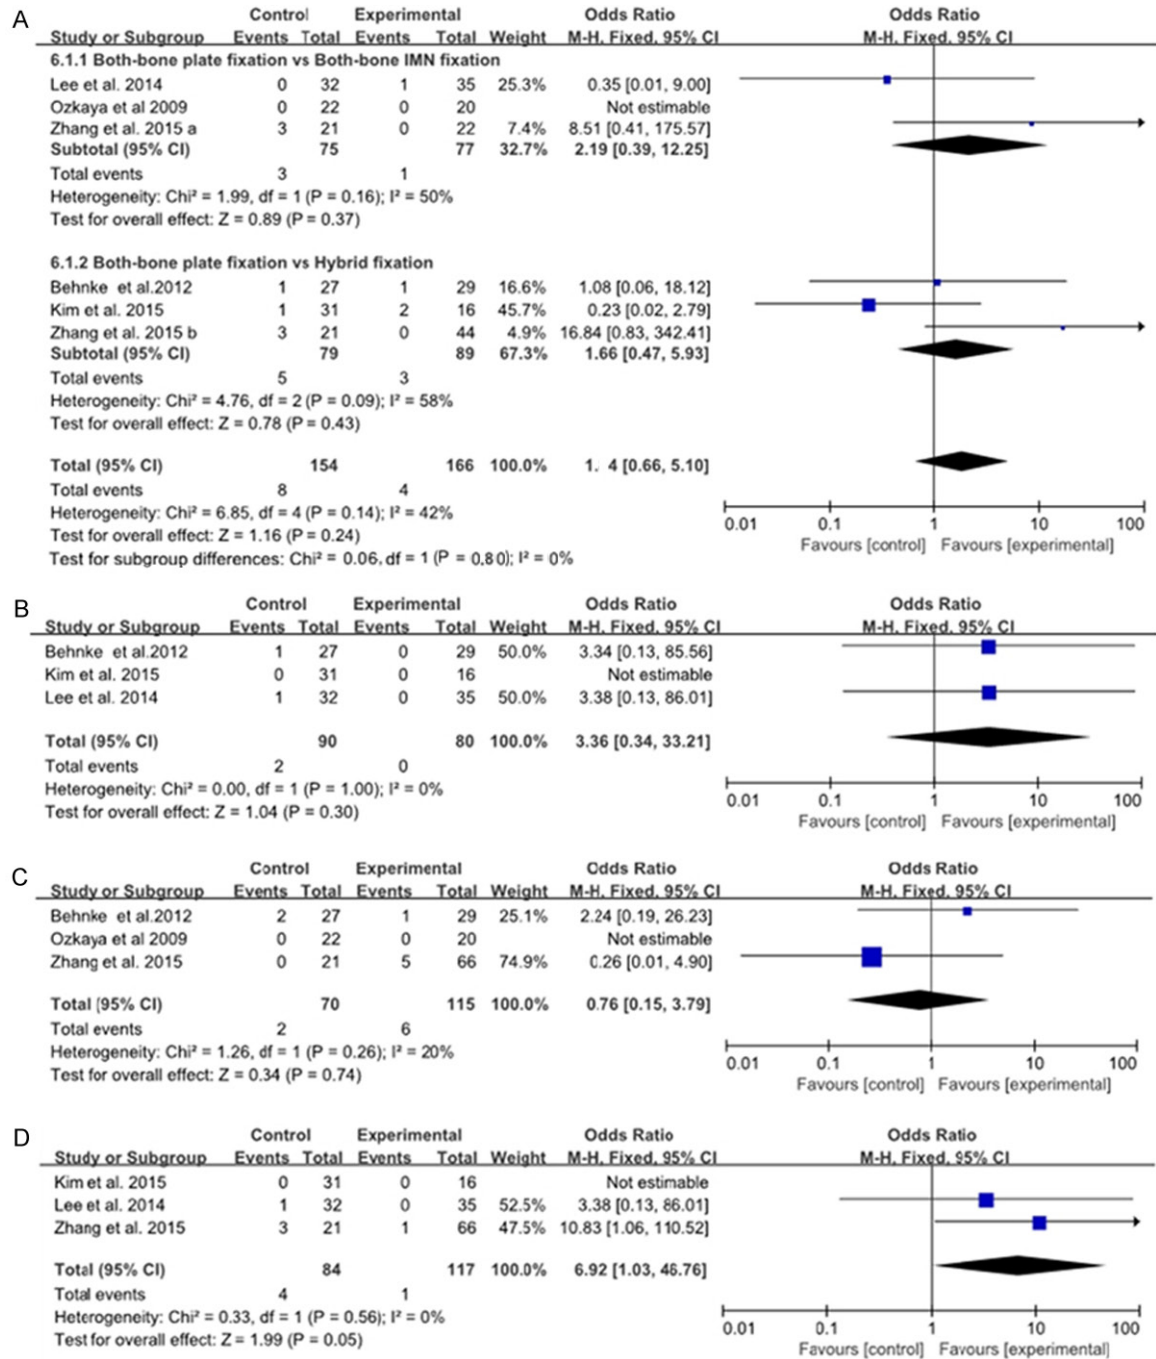 A
Control Experimental Odds Ratio Odds Ratio
Study or Subgroup Events Total Events Total Weight M-H, Fixed, 95% CI M-H, Fixed, 95% CI
6.1.1 Both-bone plate fixation vs Both-bone IMN fixation
Lee et al. 2014 0 32 1 35 25.3% 0.35 [0.01, 9.00]
Ozkaya et al 2009 0 22 0 20 Not estimable
Zhang et al. 2015 a 3 21 0 22 7.4% 8.51 [0.41, 175.57]
Subtotal (95% CI) 75 77 32.7% 2.19 [0.39, 12.25]
Total events 3 1
Heterogeneity: Chi² = 1.99, df = 1 (P = 0.16); I² = 50%
Test for overall effect: Z = 0.89 (P = 0.37)
6.1.2 Both-bone plate fixation vs Hybrid fixation
Behnke et al.2012 1 27 1 29 16.6% 1.08 [0.06, 18.12]
Kim et al. 2015 1 31 2 16 45.7% 0.23 [0.02, 2.79]
Zhang et al. 2015 b 3 21 0 44 4.9% 16.84 [0.83, 342.41]
Subtotal (95% CI) 79 89 67.3% 1.66 [0.47, 5.93]
Total events 5 3
Heterogeneity: Chi² = 4.76, df = 2 (P = 0.09); I² = 58%
Test for overall effect: Z = 0.78 (P = 0.43)
Total (95% CI) 154 166 100.0% 1. 4 [0.66, 5.10]
Total events 8 4
Heterogeneity: Chi² = 6.85, df = 4 (P = 0.14); I² = 42%
Test for overall effect: Z = 1.16 (P = 0.24)
Test for subgroup differences: Chi² = 0.06, df = 1 (P = 0.80); I² = 0%
0.01 0.1 1 10 100
Favours [control] Favours [experimental]
B
Control Experimental Odds Ratio Odds Ratio
Study or Subgroup Events Total Events Total Weight M-H, Fixed, 95% CI M-H, Fixed, 95% CI
Behnke et al.2012 1 27 0 29 50.0% 3.34 [0.13, 85.56]
Kim et al. 2015 0 31 0 16 Not estimable
Lee et al. 2014 1 32 0 35 50.0% 3.38 [0.13, 86.01]
Total (95% CI) 90 80 100.0% 3.36 [0.34, 33.21]
Total events 2 0
Heterogeneity: Chi² = 0.00, df = 1 (P = 1.00); I² = 0%
Test for overall effect: Z = 1.04 (P = 0.30)
0.01 0.1 1 10 100
Favours [control] Favours [experimental]
C
Control Experimental Odds Ratio Odds Ratio
Study or Subgroup Events Total Events Total Weight M-H, Fixed, 95% CI M-H, Fixed, 95% CI
Behnke et al.2012 2 27 1 29 25.1% 2.24 [0.19, 26.23]
Ozkaya et al 2009 0 22 0 20 Not estimable
Zhang et al. 2015 0 21 5 66 74.9% 0.26 [0.01, 4.90]
Total (95% CI) 70 115 100.0% 0.76 [0.15, 3.79]
Total events 2 6
Heterogeneity: Chi² = 1.26, df = 1 (P = 0.26); I² = 20%
Test for overall effect: Z = 0.34 (P = 0.74)
0.01 0.1 1 10 100
Favours [control] Favours [experimental]
D
Control Experimental Odds Ratio Odds Ratio
Study or Subgroup Events Total Events Total Weight M-H, Fixed, 95% CI M-H, Fixed, 95% CI
Kim et al. 2015 0 31 0 16 Not estimable
Lee et al. 2014 1 32 0 35 52.5% 3.38 [0.13, 86.01]
Zhang et al. 2015 3 21 1 66 47.5% 10.83 [1.06, 110.52]
Total (95% CI) 84 117 100.0% 6.92 [1.03, 46.76]
Total events 4 1
Heterogeneity: Chi² = 0.33, df = 1 (P = 0.56); I² = 0%
Test for overall effect: Z = 1.99 (P = 0.05)
0.01 0.1 1 10 100
Favours [control] Favours [experimental]